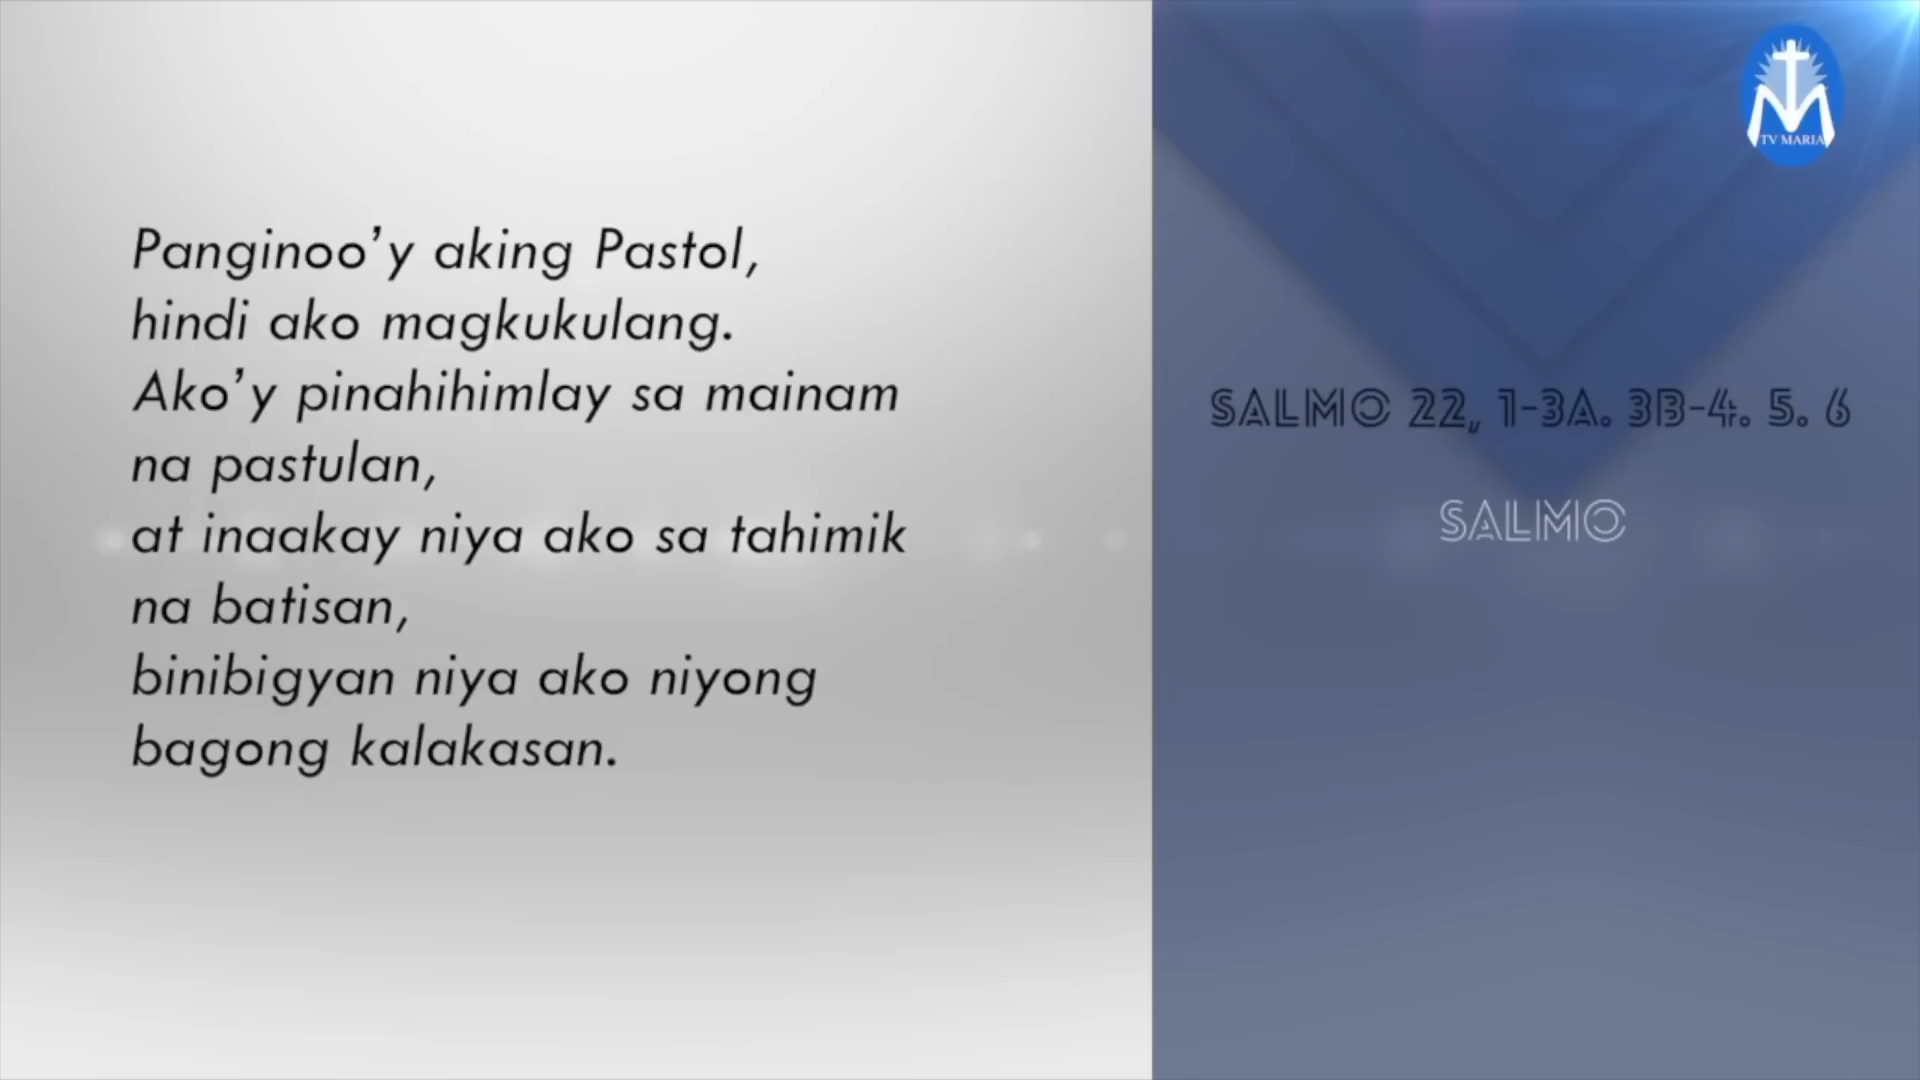 Panginoo’y aking Pastol,
hindi ako magkukulang.
Ako’y pinahihimlay sa mainam
na pastulan,
at inaakay niya ako sa tahimik
na batisan,
binibigyan niya ako niyong
bagong kalakasan.
TV MARIA
SALMO 22, 1-3A. 3B-4. 5. 6
SALMO